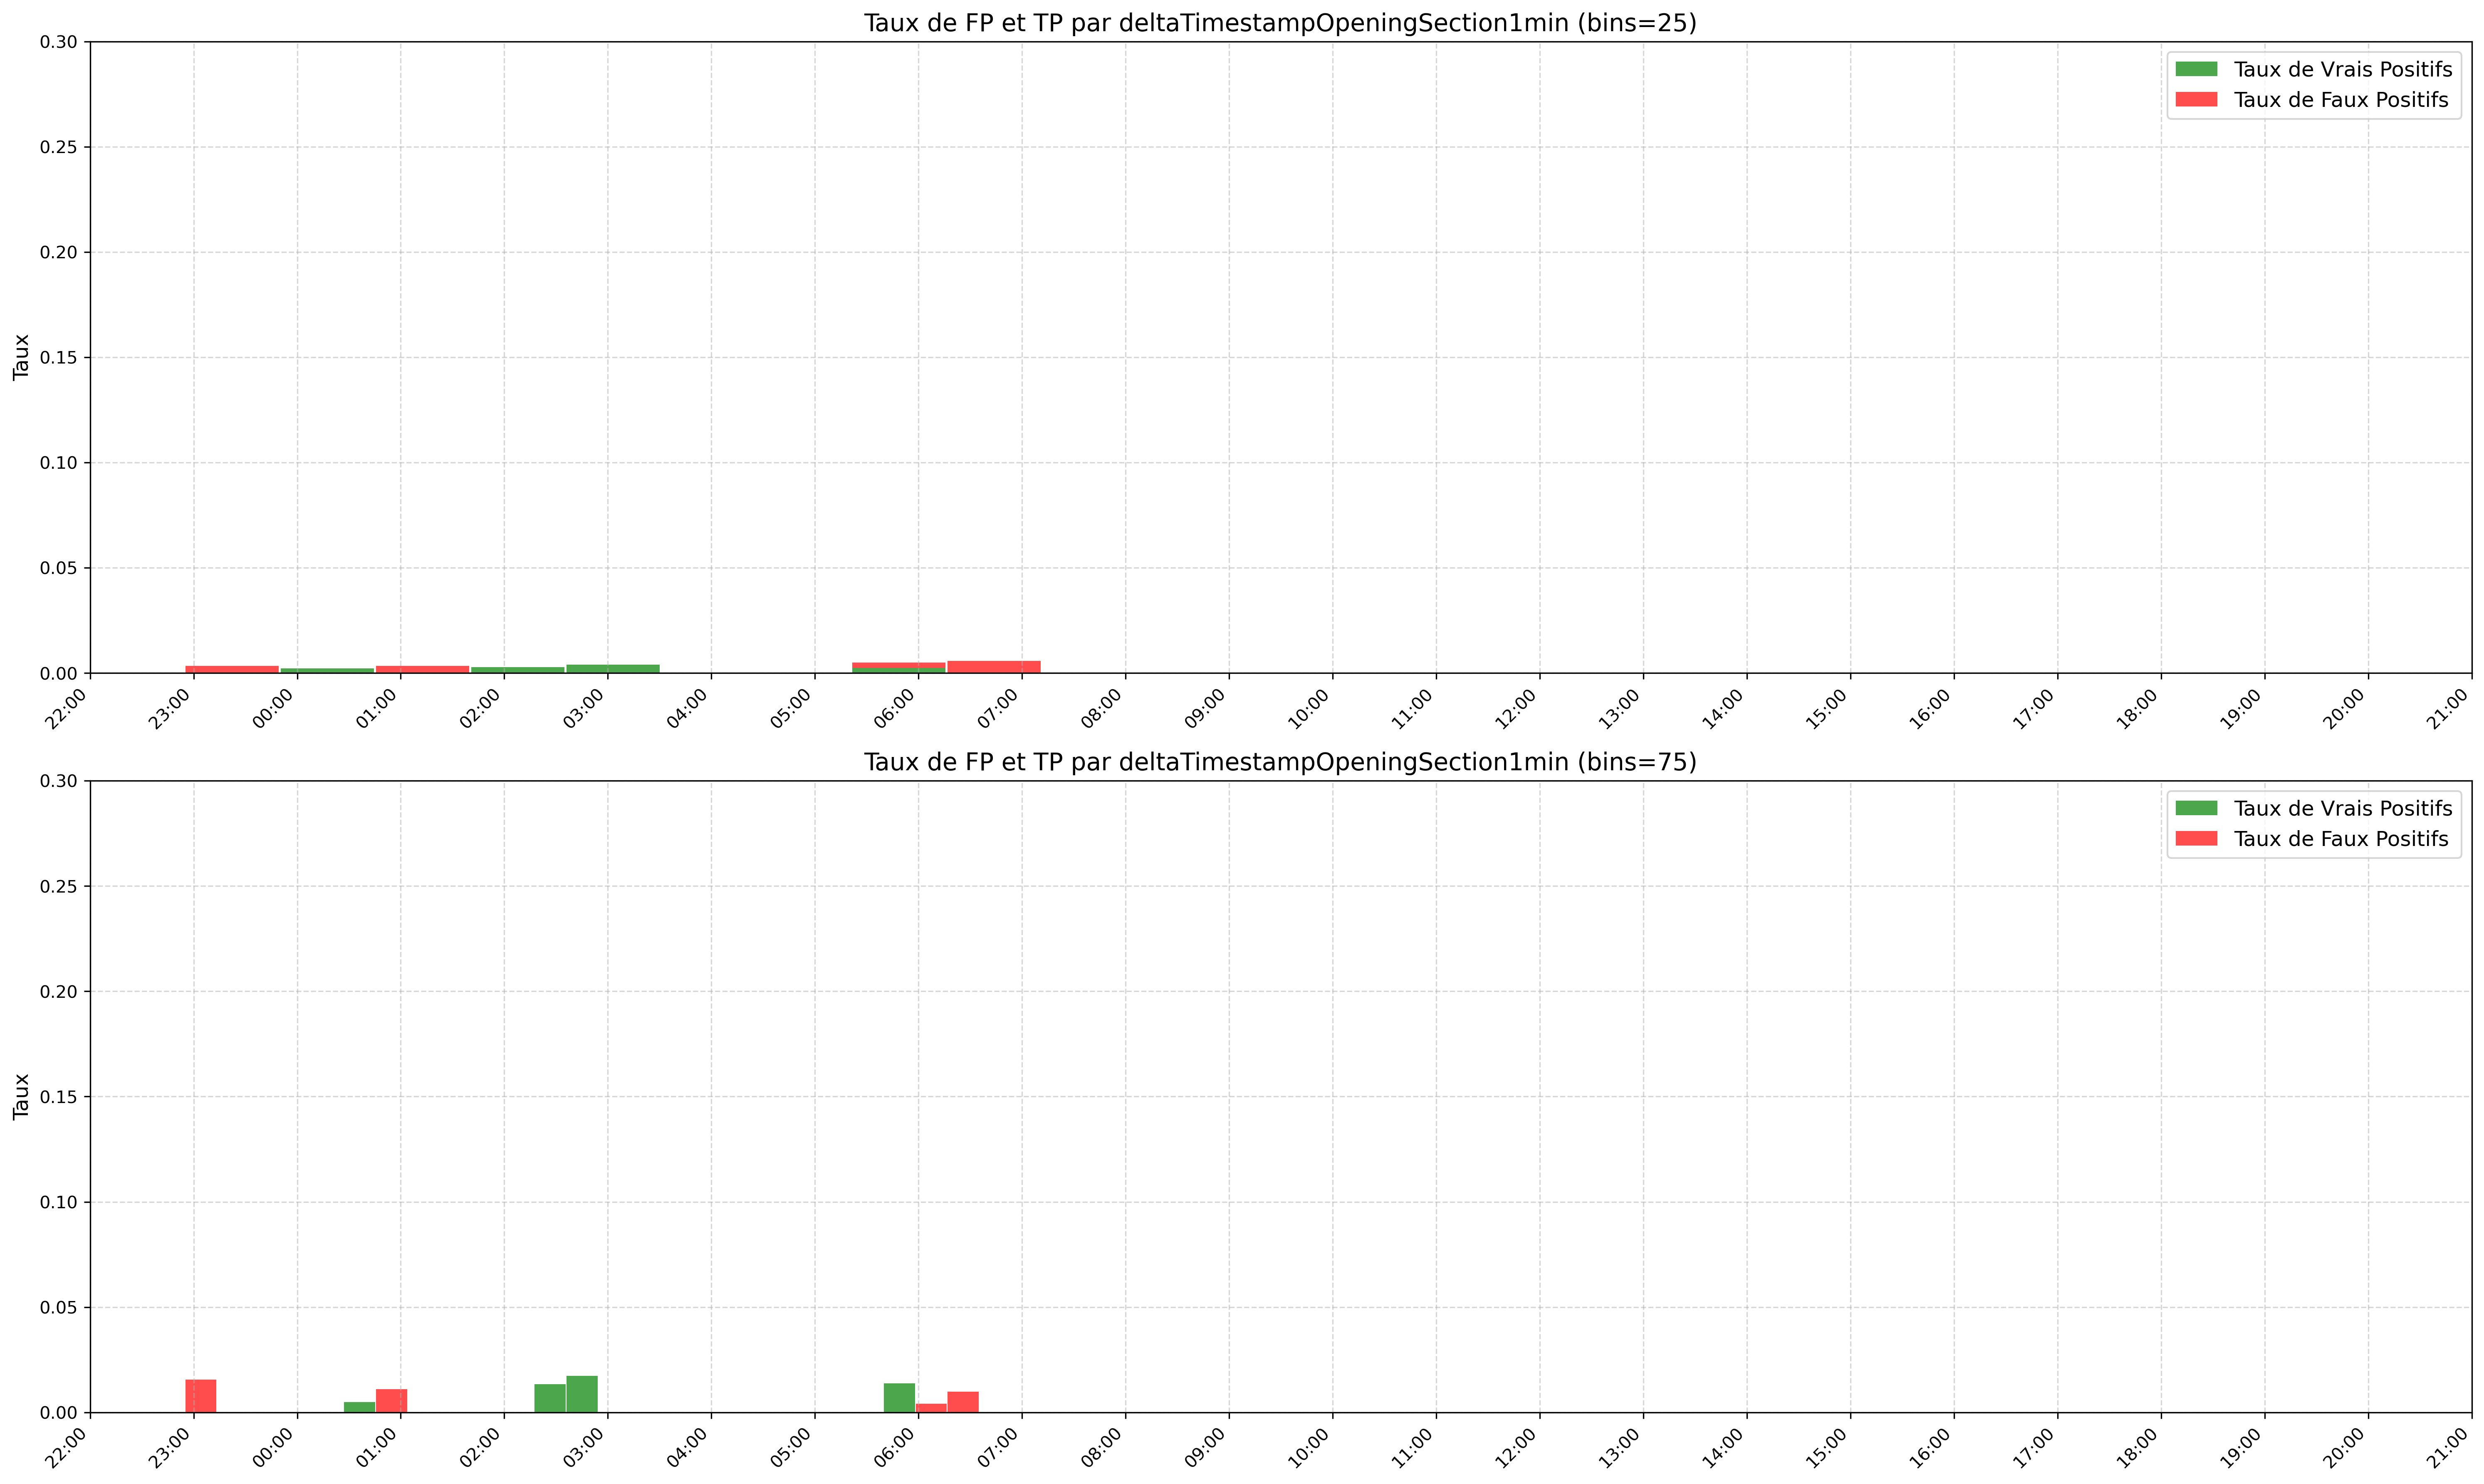 Taux de FP et TP par deltaTimestampOpeningSection1min (bins=25)
Taux
0.30
0.25
0.20
0.15
0.10
0.05
0.00
Taux de Vrais Positifs
Taux de Faux Positifs
22:00 23:00 00:00 01:00 02:00 03:00 04:00 05:00 06:00 07:00 08:00 09:00 10:00 11:00 12:00 13:00 14:00 15:00 16:00 17:00 18:00 19:00 20:00 21:00
Taux de FP et TP par deltaTimestampOpeningSection1min (bins=75)
Taux
0.30
0.25
0.20
0.15
0.10
0.05
0.00
Taux de Vrais Positifs
Taux de Faux Positifs
22:00 23:00 00:00 01:00 02:00 03:00 04:00 05:00 06:00 07:00 08:00 09:00 10:00 11:00 12:00 13:00 14:00 15:00 16:00 17:00 18:00 19:00 20:00 21:00